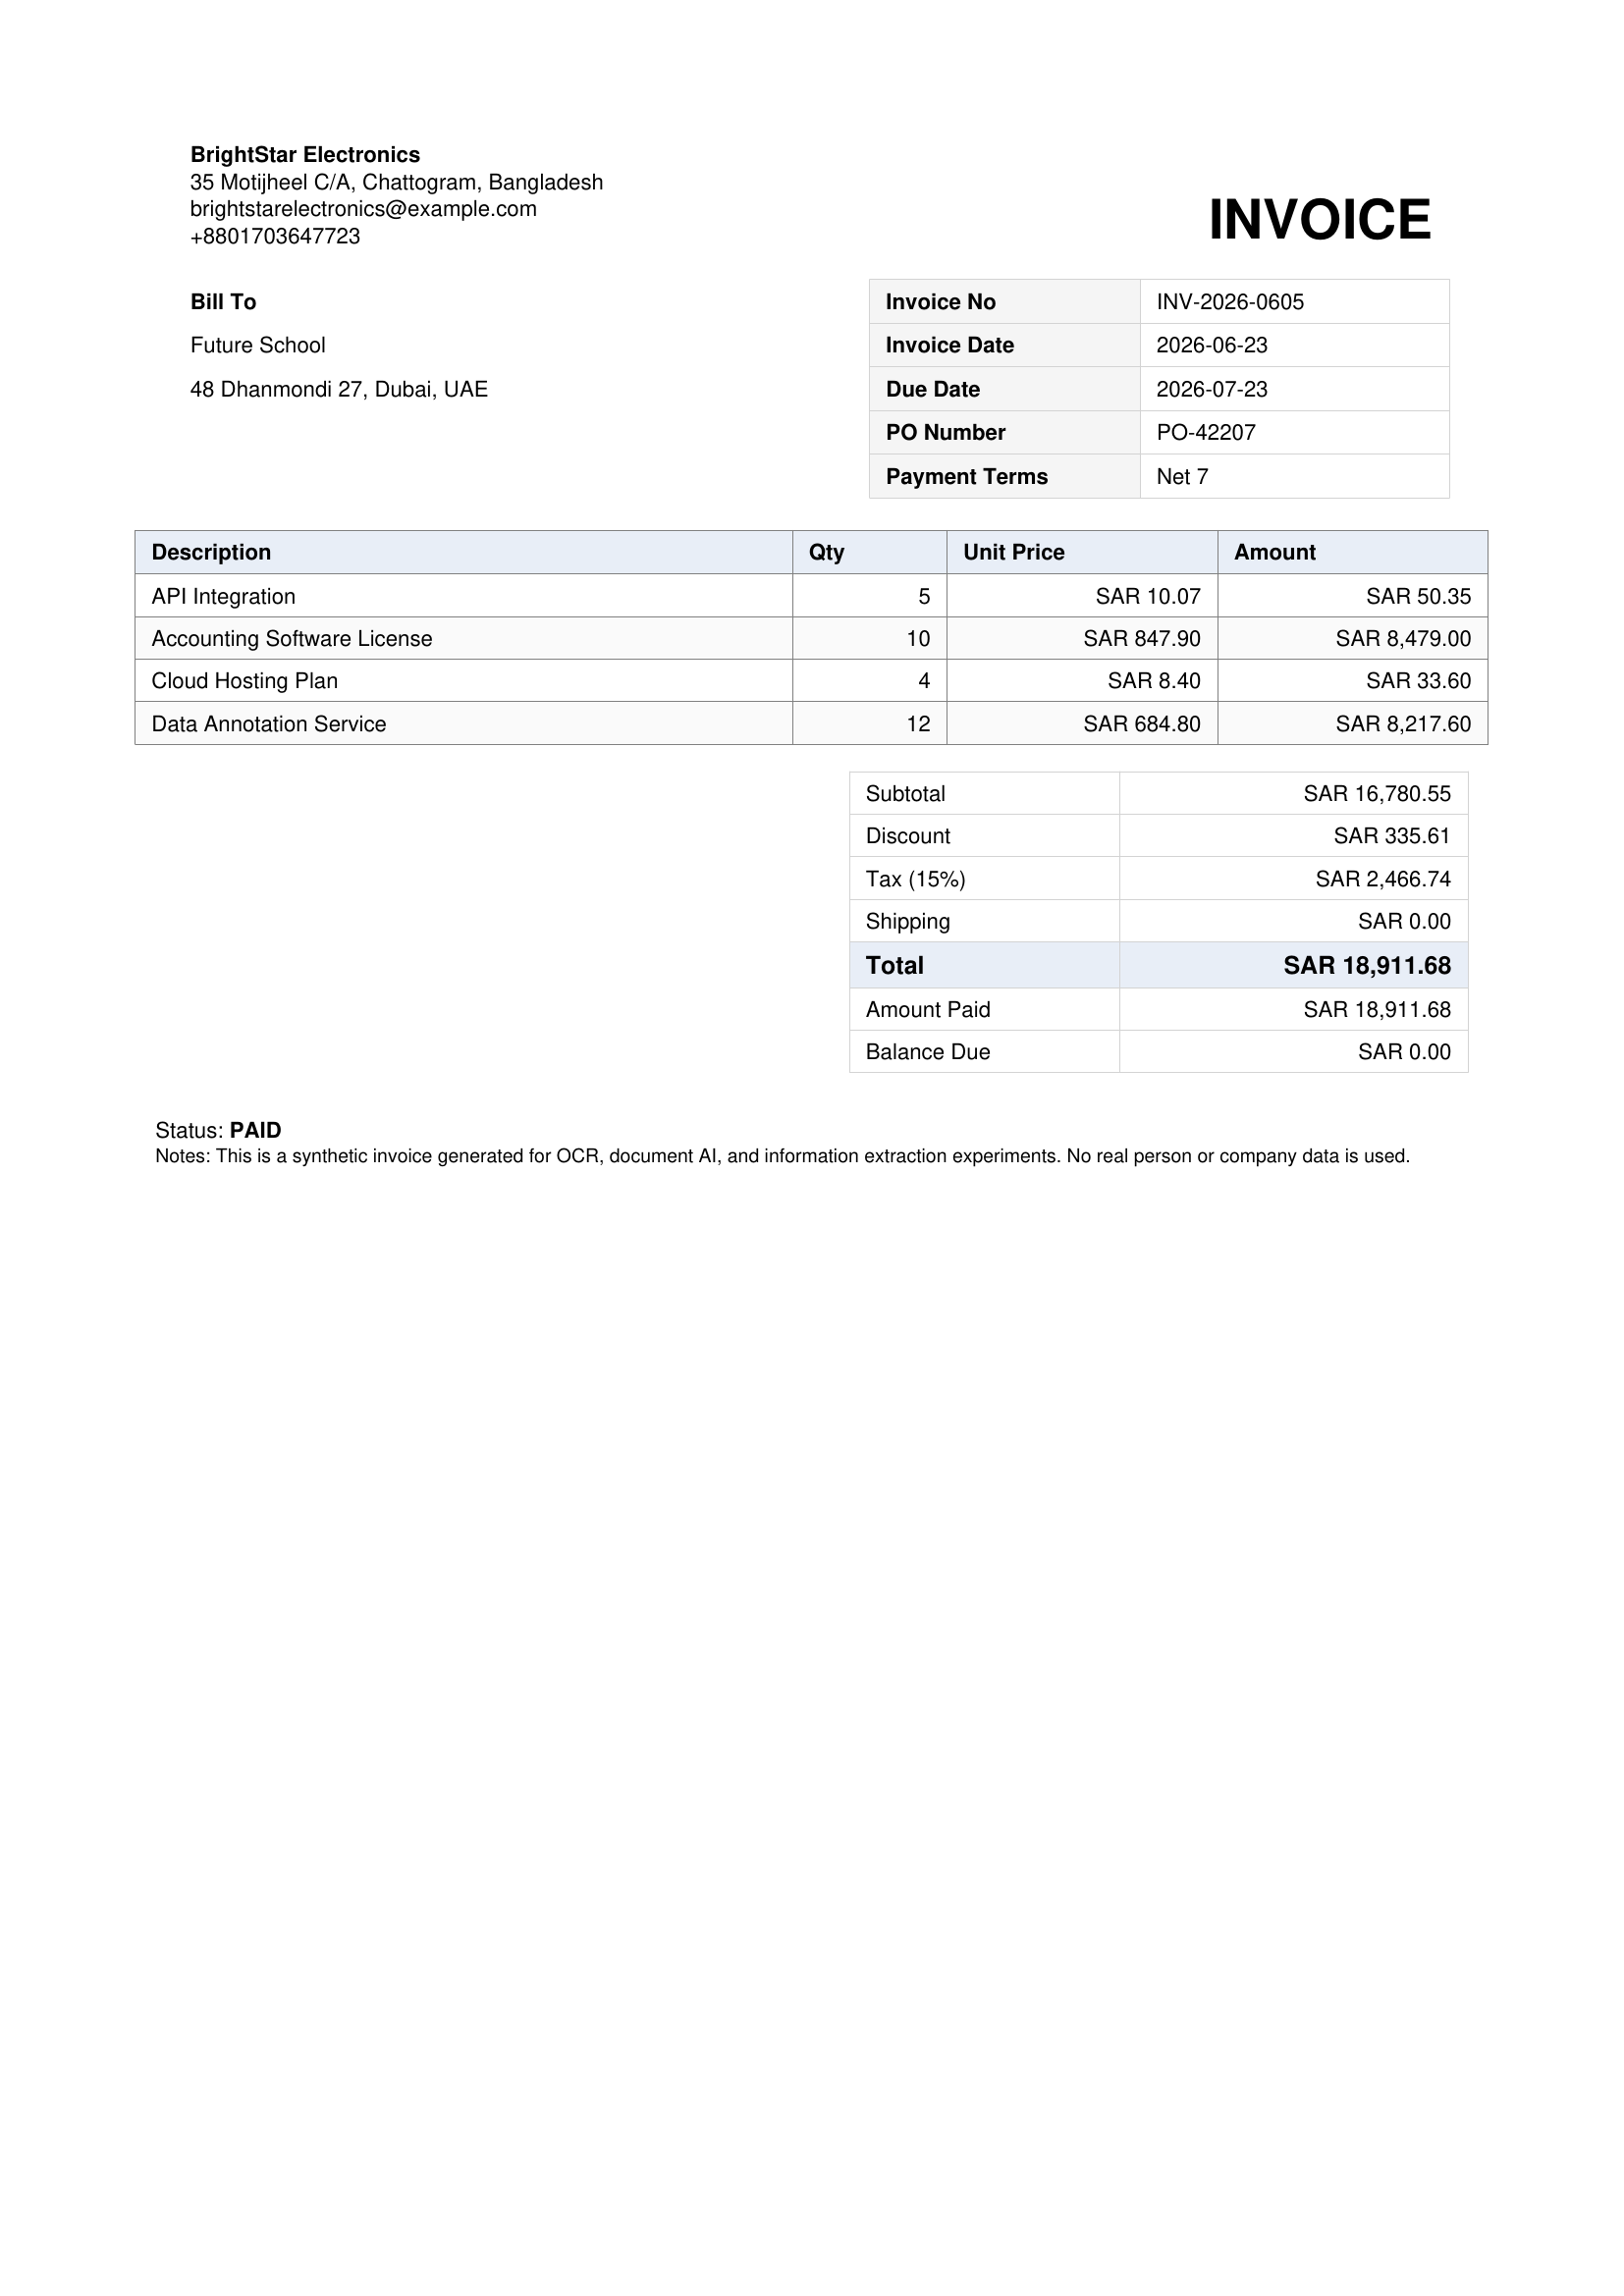 BrightStar Electronics
35 Motijheel C/A, Chattogram, Bangladesh
brightstarelectronics@example.com
+8801703647723
INVOICE
Bill To
Future School
48 Dhanmondi 27, Dubai, UAE
Invoice No INV-2026-0605
Invoice Date 2026-06-23
Due Date 2026-07-23
PO Number PO-42207
Payment Terms Net 7
Description Qty Unit Price Amount
API Integration 5 SAR 10.07 SAR 50.35
Accounting Software License 10 SAR 847.90 SAR 8,479.00
Cloud Hosting Plan 4 SAR 8.40 SAR 33.60
Data Annotation Service 12 SAR 684.80 SAR 8,217.60
Subtotal SAR 16,780.55
Discount SAR 335.61
Tax (15%) SAR 2,466.74
Shipping SAR 0.00
Total SAR 18,911.68
Amount Paid SAR 18,911.68
Balance Due SAR 0.00
Status: PAID
Notes: This is a synthetic invoice generated for OCR, document AI, and information extraction experiments. No real person or company data is used.